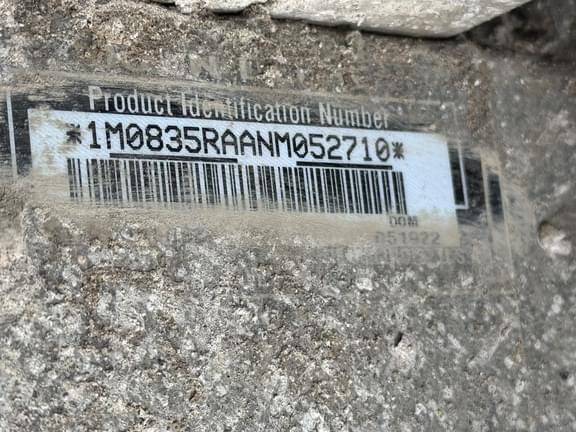 Product Identification Number
*1M0835RAANM052710*
DOM
051922